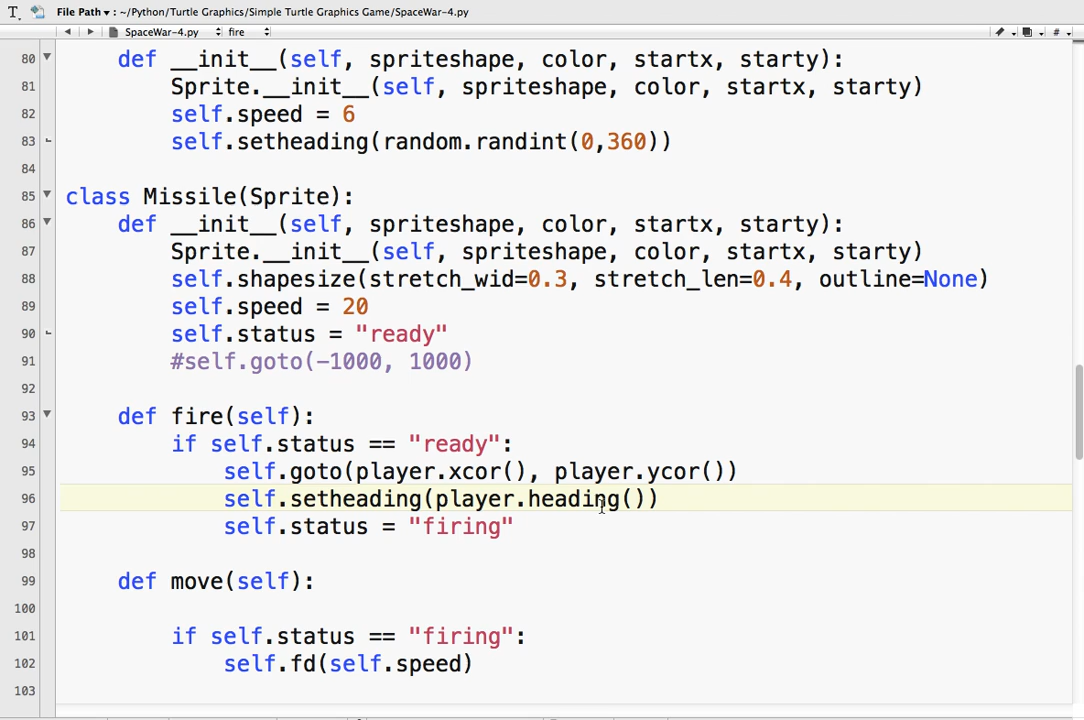 File Path ▾ : ~/Python/Turtle Graphics/Simple Turtle Graphics Game/SpaceWar-4.py
SpaceWar-4.py fire
80 def __init__(self, spriteshape, color, startx, starty):
81 Sprite.__init__(self, spriteshape, color, startx, starty)
82 self.speed = 6
83 self.setheading(random.randint(0,360))
84
85 class Missile(Sprite):
86 def __init__(self, spriteshape, color, startx, starty):
87 Sprite.__init__(self, spriteshape, color, startx, starty)
88 self.shapesize(stretch_wid=0.3, stretch_len=0.4, outline=None)
89 self.speed = 20
90 self.status = "ready"
91 #self.goto(-1000, 1000)
92
93 def fire(self):
94 if self.status == "ready":
95 self.goto(player.xcor(), player.ycor())
96 self.setheading(player.heading())
97 self.status = "firing"
98
99 def move(self):
100
101 if self.status == "firing":
102 self.fd(self.speed)
103